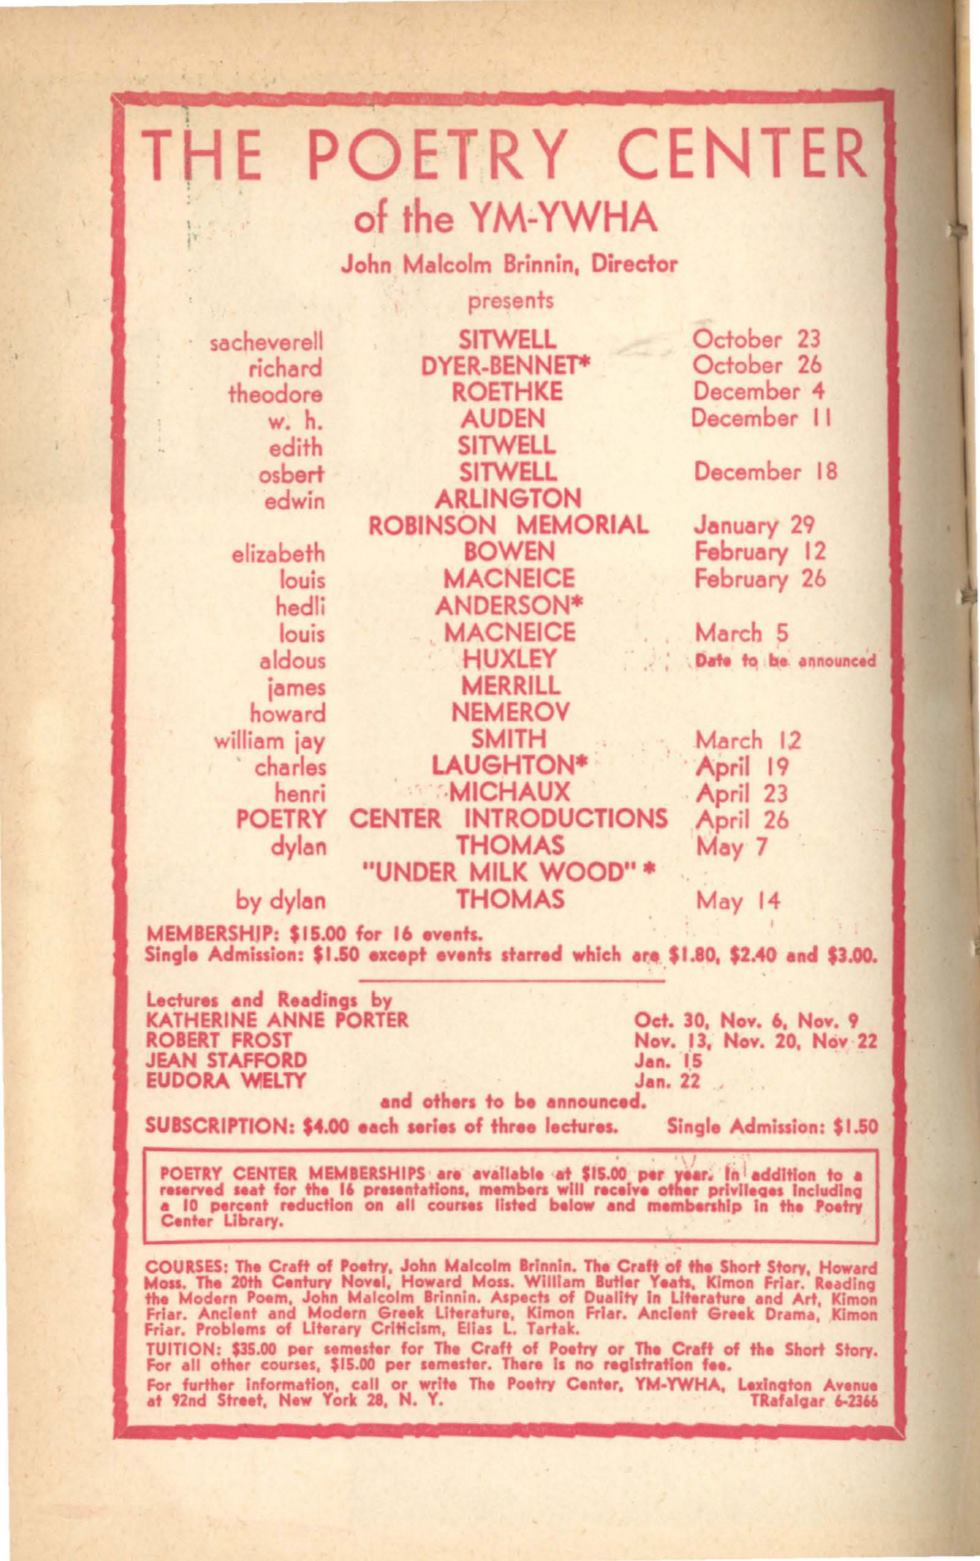 THE POETRY CENTER
of the YM-YWHA
John Malcolm Brinnin, Director
presents
sacheverell SITWELL October 23
richard DYER-BENNET* October 26
theodore ROETHKE December 4
w. h. AUDEN December 11
edith SITWELL
osbert SITWELL December 18
edwin ARLINGTON
ROBINSON MEMORIAL January 29
elizabeth BOWEN February 12
louis MACNEICE February 26
hedli ANDERSON*
louis MACNEICE March 5
aldous HUXLEY Date to be announced
james MERRILL
howard NEMEROV
william jay SMITH March 12
charles LAUGHTON* April 19
henri MICHAUX April 23
POETRY CENTER INTRODUCTIONS April 26
dylan THOMAS May 7
"UNDER MILK WOOD" *
by dylan THOMAS May 14
MEMBERSHIP: $15.00 for 16 events.
Single Admission: $1.50 except events starred which are $1.80, $2.40 and $3.00.
Lectures and Readings by
KATHERINE ANNE PORTER Oct. 30, Nov. 6, Nov. 9
ROBERT FROST Nov. 13, Nov. 20, Nov 22
JEAN STAFFORD Jan. 15
EUDORA WELTY Jan. 22
and others to be announced.
SUBSCRIPTION: $4.00 each series of three lectures. Single Admission: $1.50
POETRY CENTER MEMBERSHIPS are available at $15.00 per year. In addition to a
reserved seat for the 16 presentations, members will receive other privileges including
a 10 percent reduction on all courses listed below and membership in the Poetry
Center Library.
COURSES: The Craft of Poetry, John Malcolm Brinnin. The Craft of the Short Story, Howard
Moss. The 20th Century Novel, Howard Moss. William Butler Yeats, Kimon Friar. Reading
the Modern Poem, John Malcolm Brinnin. Aspects of Duality in Literature and Art, Kimon
Friar. Ancient and Modern Greek Literature, Kimon Friar. Ancient Greek Drama, Kimon
Friar. Problems of Literary Criticism, Elias L. Tartak.
TUITION: $35.00 per semester for The Craft of Poetry or The Craft of the Short Story.
For all other courses, $15.00 per semester. There is no registration fee.
For further information, call or write The Poetry Center, YM-YWHA, Lexington Avenue
at 92nd Street, New York 28, N. Y. TRafalgar 6-2366